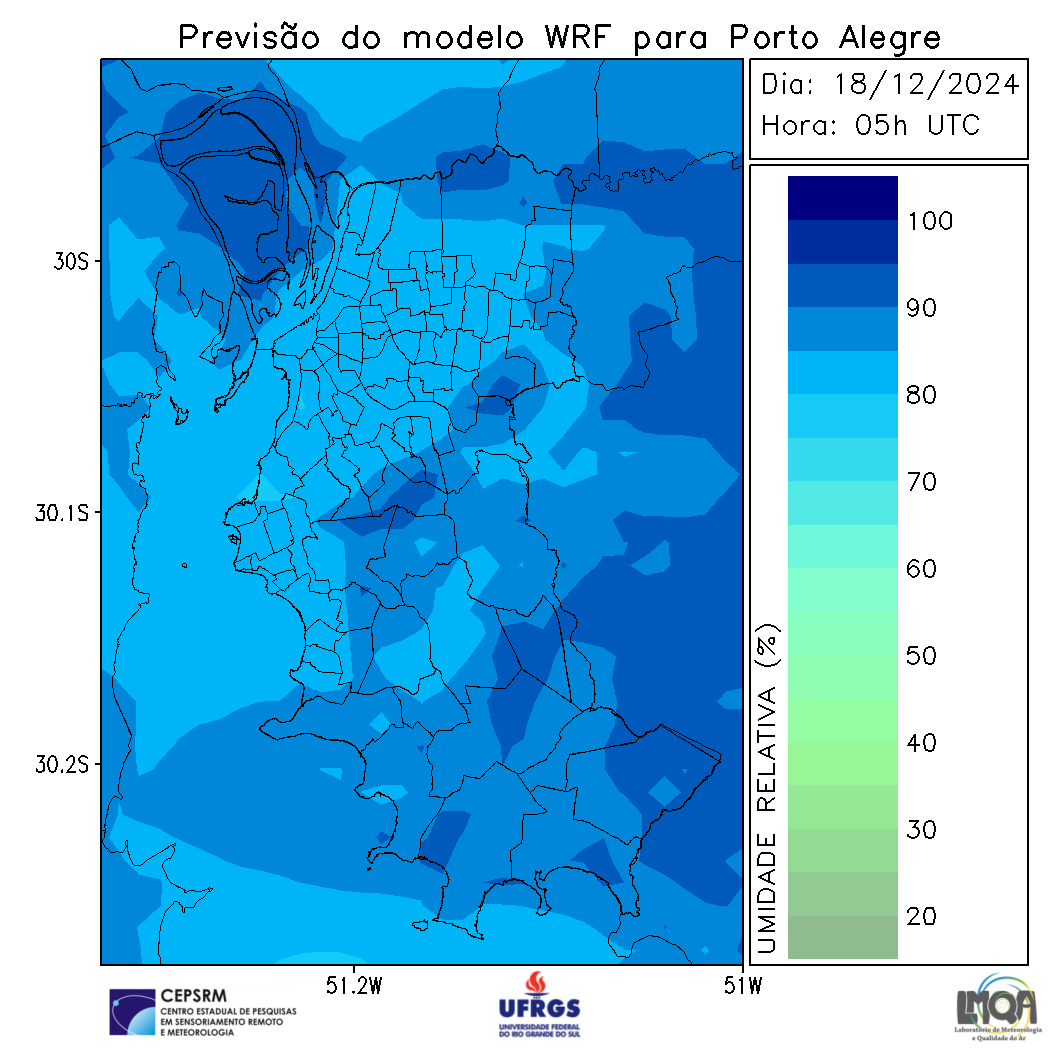 Previsão do modelo WRF para Porto Alegre
Dia: 18/12/2024
Hora: 05h UTC
30S
30.1S
30.2S
51.2W
51W
100
90
80
70
60
50
40
30
20
UMIDADE RELATIVA (%)
CEPSRM
CENTRO ESTADUAL DE PESQUISAS
EM SENSORIAMENTO REMOTO
E METEOROLOGIA
UFRGS
UNIVERSIDADE FEDERAL
DO RIO GRANDE DO SUL
LMQA
Laboratório de Meteorologia
e Qualidade do Ar